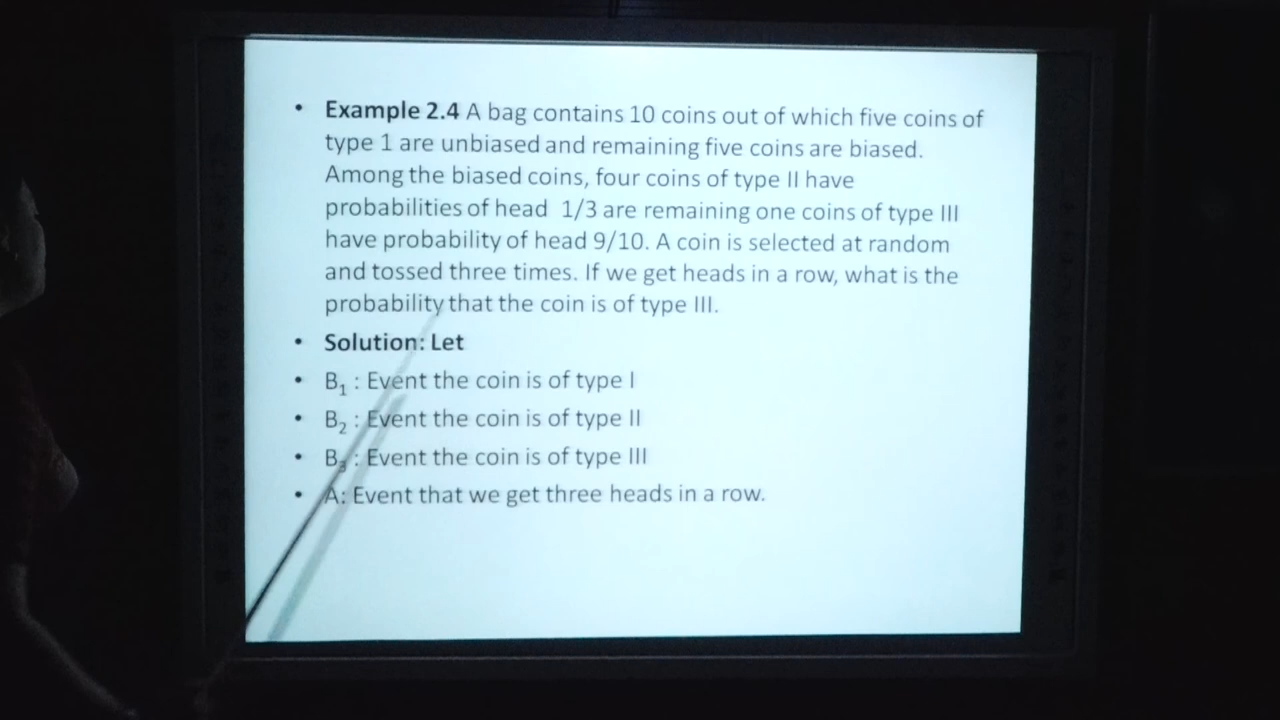 • Example 2.4 A bag contains 10 coins out of which five coins of
type 1 are unbiased and remaining five coins are biased.
Among the biased coins, four coins of type II have
probabilities of head 1/3 are remaining one coins of type III
have probability of head 9/10. A coin is selected at random
and tossed three times. If we get heads in a row, what is the
probability that the coin is of type III.
• Solution: Let
• B₁ : Event the coin is of type I
• B₂ : Event the coin is of type II
• B₃ : Event the coin is of type III
• A: Event that we get three heads in a row.